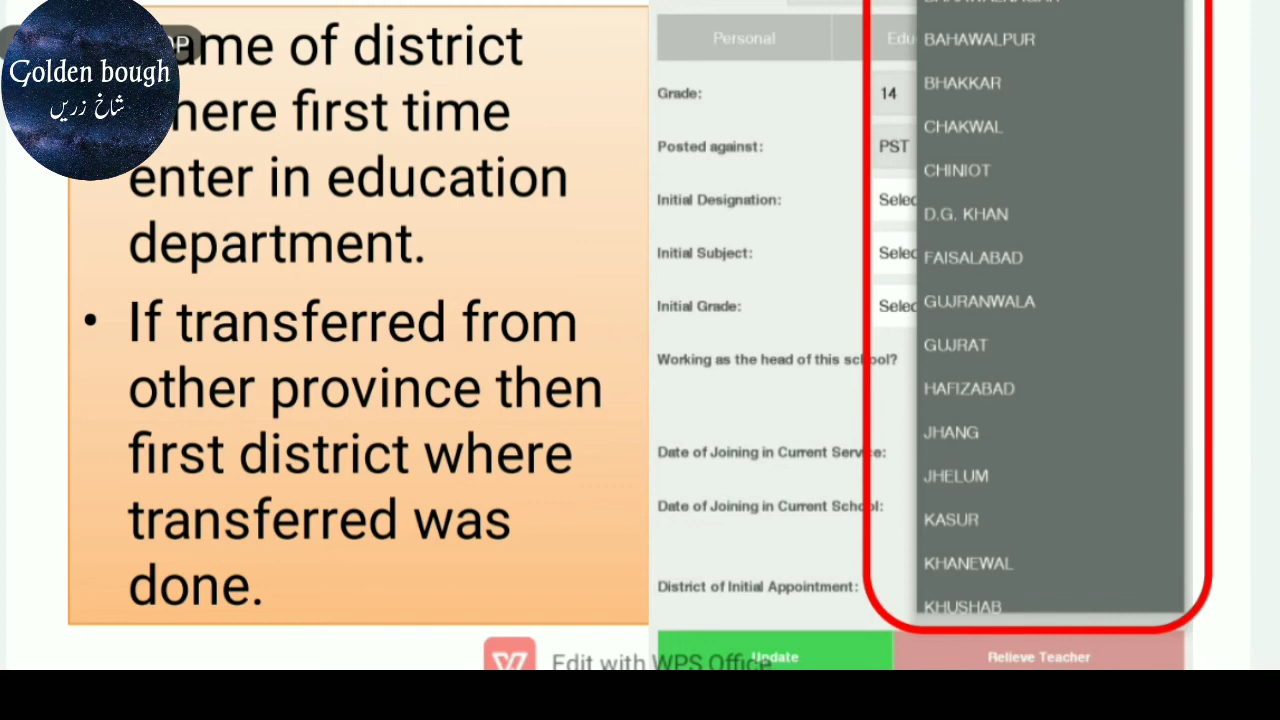 Golden bough
شاخ زریں
ame of district
here first time
enter in education
department.
• If transferred from
other province then
first district where
transferred was
done.
Edit with WPS Office
Personal
Edu
Grade:
14
Posted against:
PST
Initial Designation:
Selec
Initial Subject:
Selec
Initial Grade:
Selec
Working as the head of this school?
Date of Joining in Current Service:
Date of Joining in Current School:
District of Initial Appointment:
BAHAWALPUR
BHAKKAR
CHAKWAL
CHINIOT
D.G. KHAN
FAISALABAD
GUJRANWALA
GUJRAT
HAFIZABAD
JHANG
JHELUM
KASUR
KHANEWAL
KHUSHAB
Update
Relieve Teacher